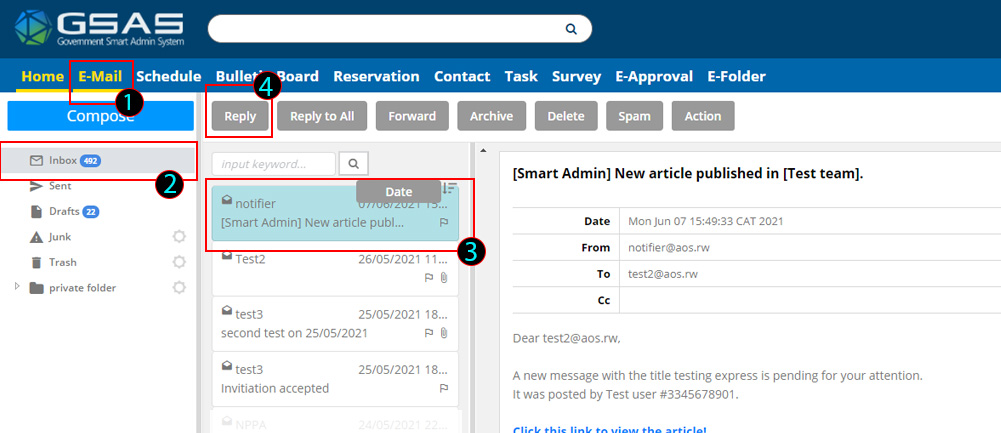 GSAS
Government Smart Admin System
Home E-Mail Schedule Bulletin Board Reservation Contact Task Survey E-Approval E-Folder
1
4
Compose
Reply Reply to All Forward Archive Delete Spam Action
Inbox 492
2
Sent
Drafts 22
Junk
Trash
private folder
input keyword...
Date
notifier 07/06/2021 15...
[Smart Admin] New article publ...
3
Test2 26/05/2021 11...
test3 25/05/2021 18...
second test on 25/05/2021
test3 25/05/2021 18...
Invitiation accepted
NPPA 24/05/2021 22...
[Smart Admin] New article published in [Test team].
Date Mon Jun 07 15:49:33 CAT 2021
From notifier@aos.rw
To test2@aos.rw
Cc
Dear test2@aos.rw,
A new message with the title testing express is pending for your attention.
It was posted by Test user #3345678901.
Click this link to view the article!